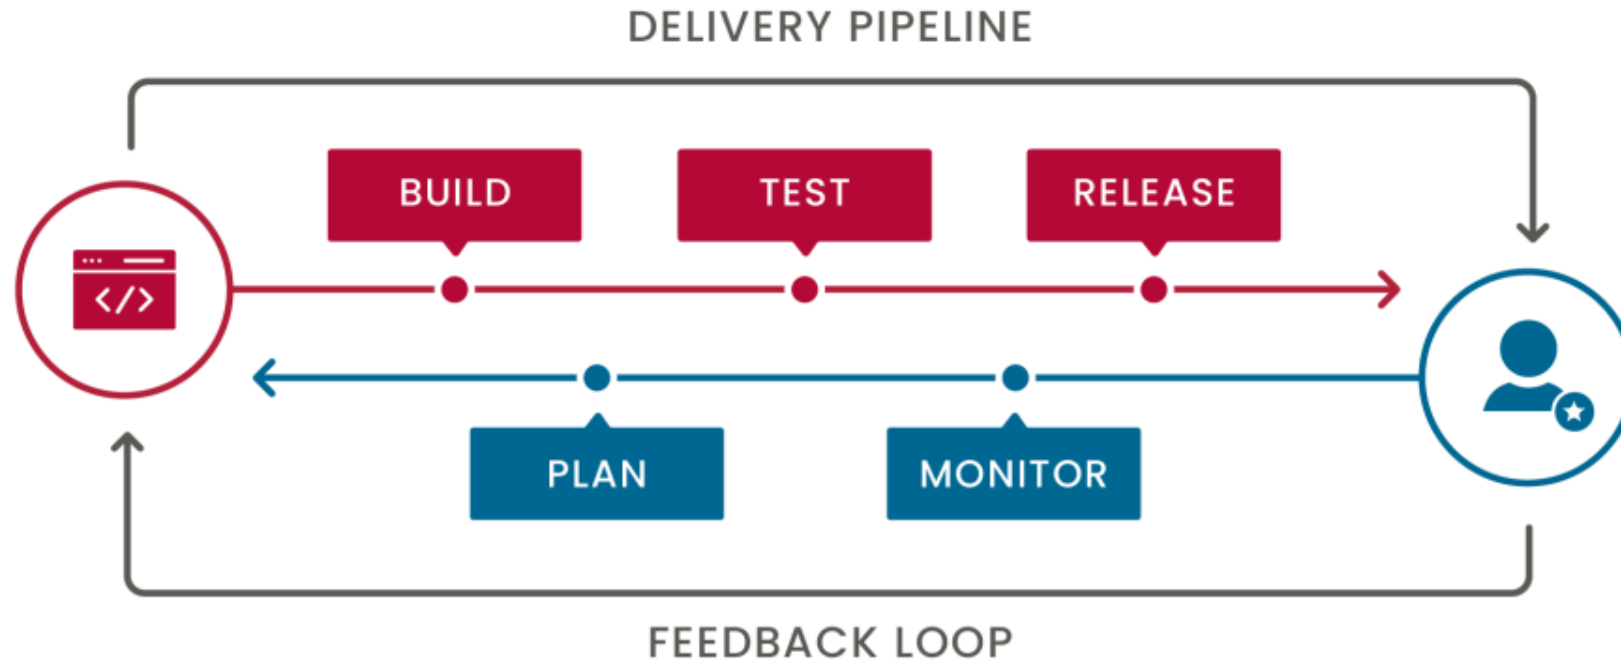 DELIVERY PIPELINE
BUILD
TEST
RELEASE
</>
PLAN
MONITOR
FEEDBACK LOOP